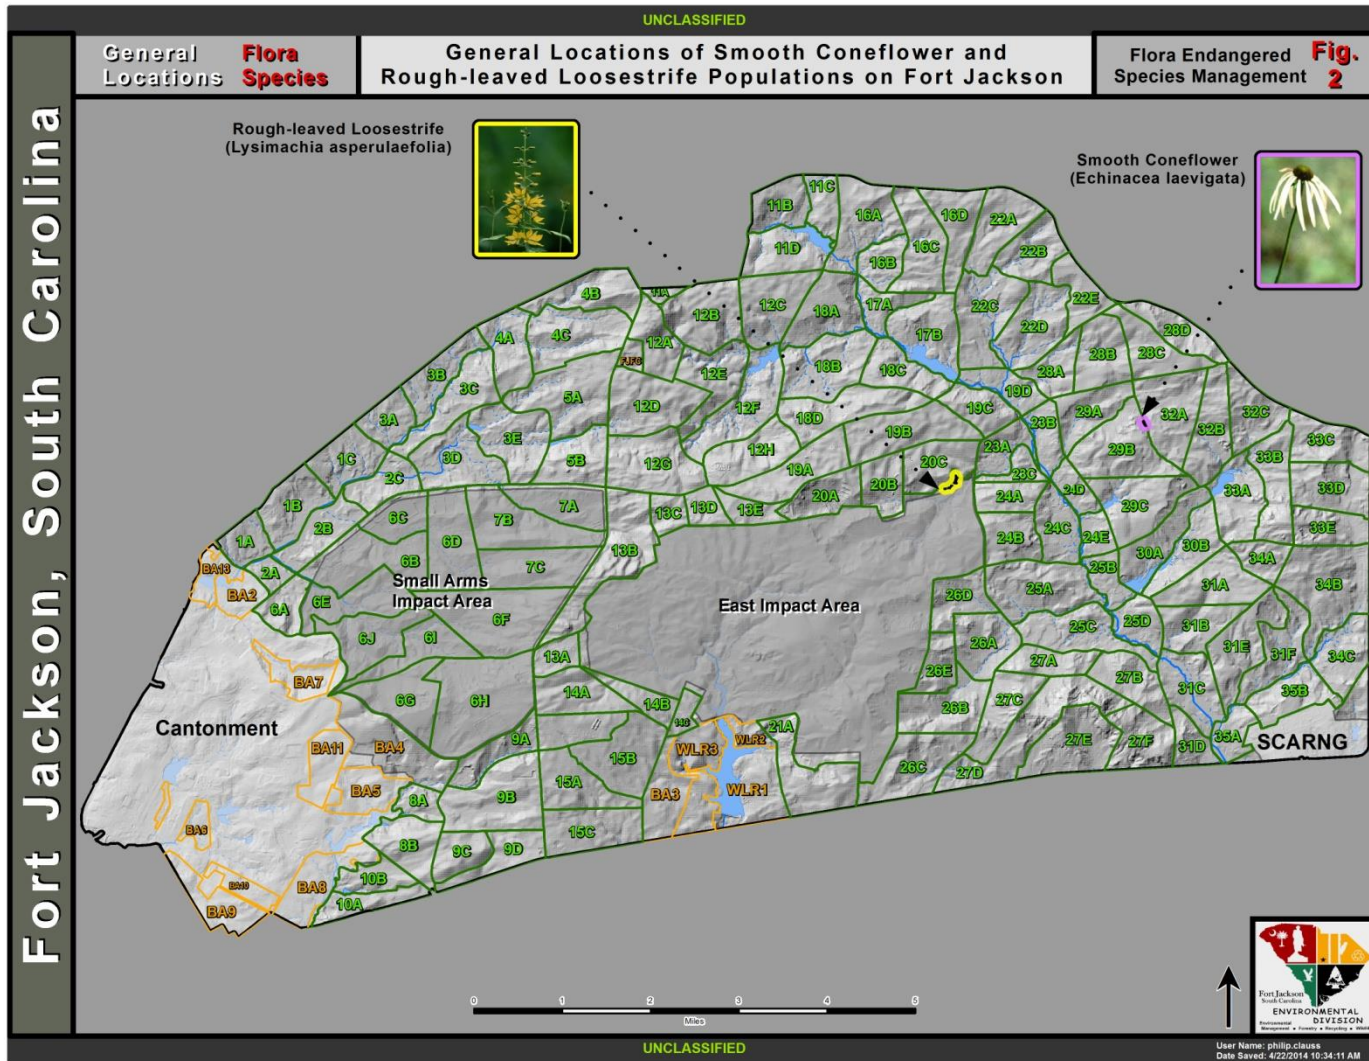 UNCLASSIFIED
Fort Jackson, South Carolina
General
Locations
Flora
Species
General Locations of Smooth Coneflower and
Rough-leaved Loosestrife Populations on Fort Jackson
Flora Endangered
Species Management
Fig.
2
Rough-leaved Loosestrife
(Lysimachia asperulaefolia)
Smooth Coneflower
(Echinacea laevigata)
11C
11B
16A
16D
22A
11D
16C
22B
16B
4B
11A
12C
18A
17A
22C
22E
12B
4A
4C
12A
17B
22D
28D
12E
18B
28B
28C
3B
3C
5A
18C
28A
19D
12D
12F
18D
19C
29A
32A
32C
3A
3E
19B
23B
32B
33C
1C
3D
5B
12G
12H
19A
20C
23A
29B
33B
2C
20B
24D
33A
33D
1B
2B
6C
7B
7A
13C
13D
13E
20A
24A
29C
33E
1A
6D
13B
24B
24C
24E
30A
30B
2A
6B
7C
25B
34A
Small Arms
Impact Area
East Impact Area
BA13
BA2
6A
6E
6F
26D
25A
31A
34B
6J
6I
25C
25D
31B
13A
26A
31E
31F
34C
BA7
26E
27A
27B
31C
35B
6G
6H
14A
14B
26B
27C
Cantonment
BA11
BA4
9A
WLR3
WLR2
21A
27E
27F
31D
35A
SCARNG
15B
BA5
8A
9B
15A
BA3
WLR1
26C
27D
BA6
8B
9C
9D
15C
BA10
BA8
10B
BA9
10A
0
1
2
3
4
5
Miles
Fort Jackson
South Carolina
ENVIRONMENTAL
DIVISION
UNCLASSIFIED
User Name: philip.clauss
Date Saved: 4/22/2014 10:34:11 AM